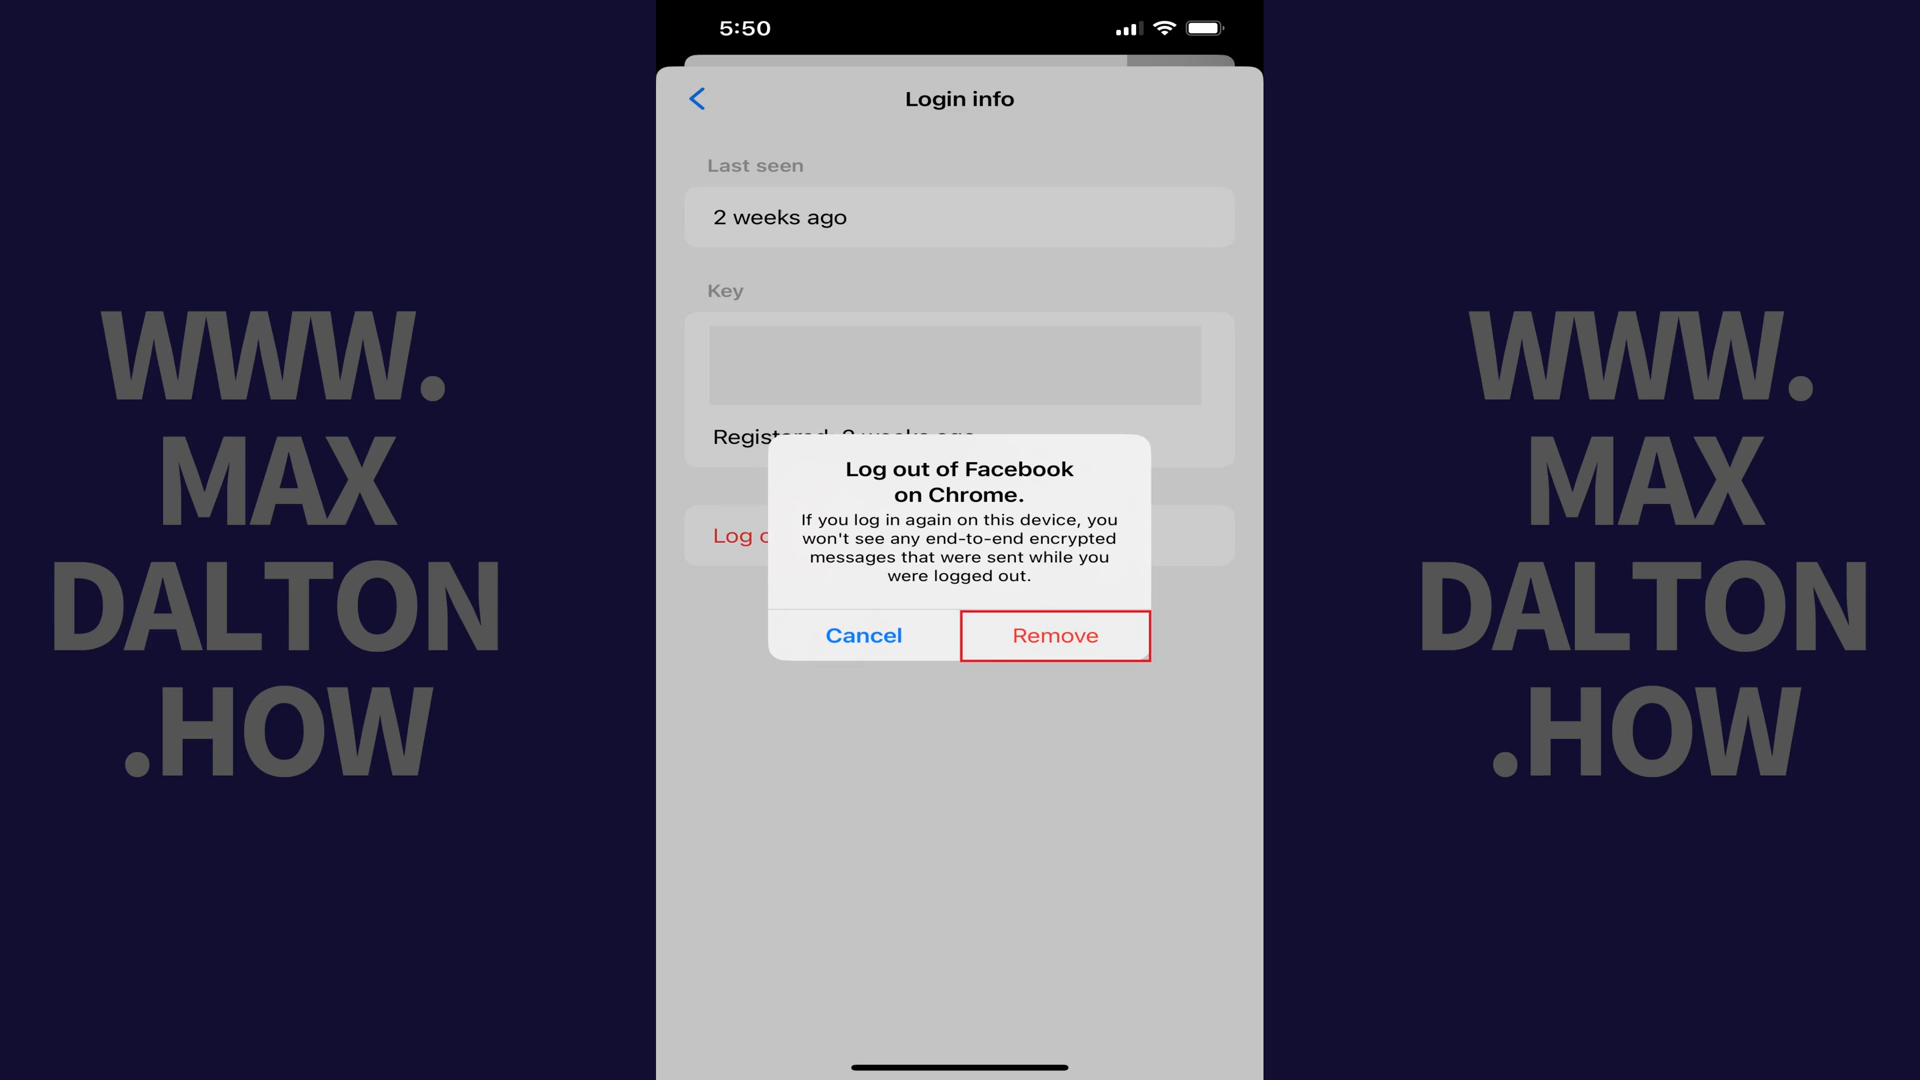 5:50
Login info
Last seen
2 weeks ago
Key
Log out of Facebook
on Chrome.
If you log in again on this device, you
won't see any end-to-end encrypted
messages that were sent while you
were logged out.
Cancel
Remove
WWW.
MAX
DALTON
.HOW
WWW.
MAX
DALTON
.HOW